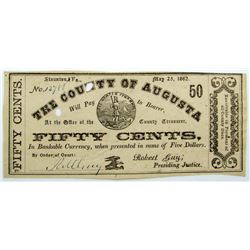 Staunton, Va., May 25, 1862.
No.
THE COUNTY OF AUGUSTA
50
Will Pay to Bearer,
At the Office of the County Treasurer,
FIFTY CENTS,
In Bankable Currency, when presented in sums of Five Dollars.
By Order of Court.
Robert Guy,
Presiding Justice.
FIFTY CENTS.